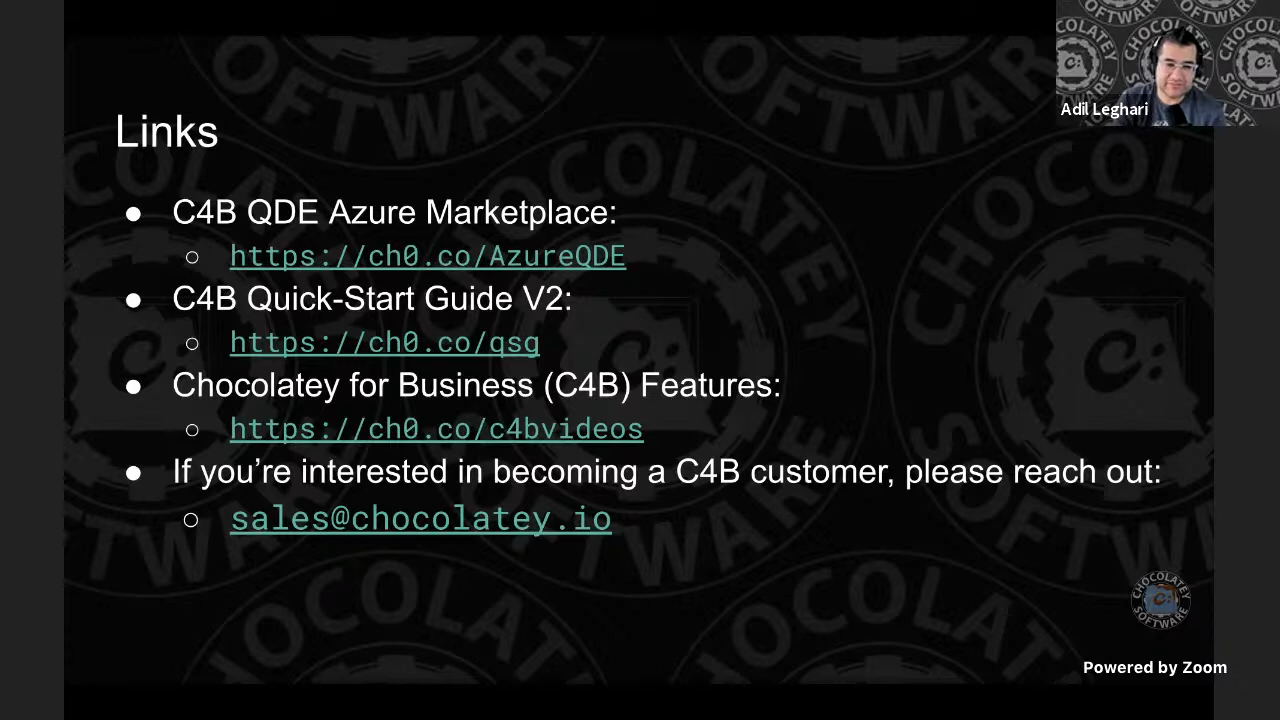 Links
● C4B QDE Azure Marketplace:
○ https://ch0.co/AzureQDE
● C4B Quick-Start Guide V2:
○ https://ch0.co/qsg
● Chocolatey for Business (C4B) Features:
○ https://ch0.co/c4bvideos
● If you’re interested in becoming a C4B customer, please reach out:
○ sales@chocolatey.io
Adil Leghari
CHOCOLATEY SOFTWARE
Powered by Zoom